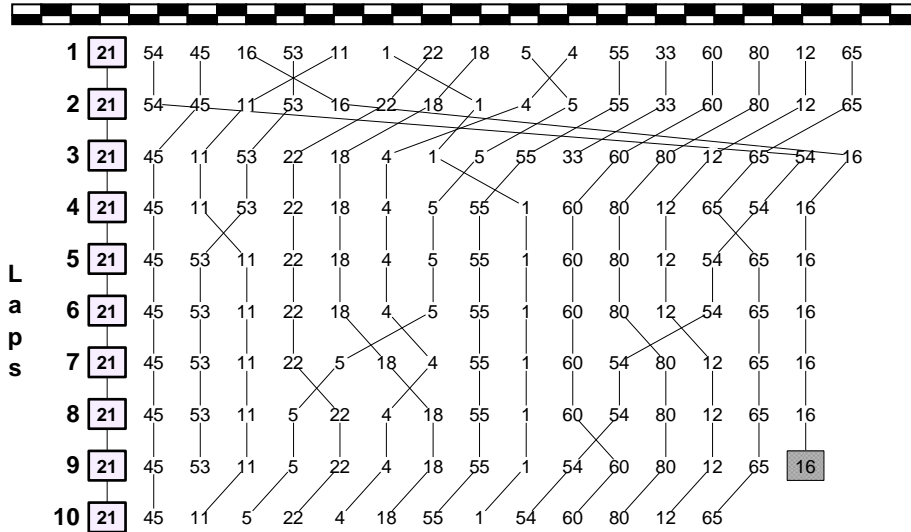 1 21 54 45 16 53 11 1 22 18 5 4 55 33 60 80 12 65
2 21 54 45 11 53 16 22 18 1 4 5 55 33 60 80 12 65
3 21 45 11 53 22 18 4 1 5 55 33 60 80 12 65 54 16
4 21 45 11 53 22 18 4 5 55 1 60 80 12 65 54 16
5 21 45 53 11 22 18 4 5 55 1 60 80 12 54 65 16
6 21 45 53 11 22 18 4 5 55 1 60 80 12 54 65 16
7 21 45 53 11 22 5 18 4 55 1 60 54 80 12 65 16
8 21 45 53 11 5 22 4 18 55 1 60 54 80 12 65 16
9 21 45 53 11 5 22 4 18 55 1 54 60 80 12 65 16
10 21 45 11 5 22 4 18 55 1 54 60 80 12 65
Laps